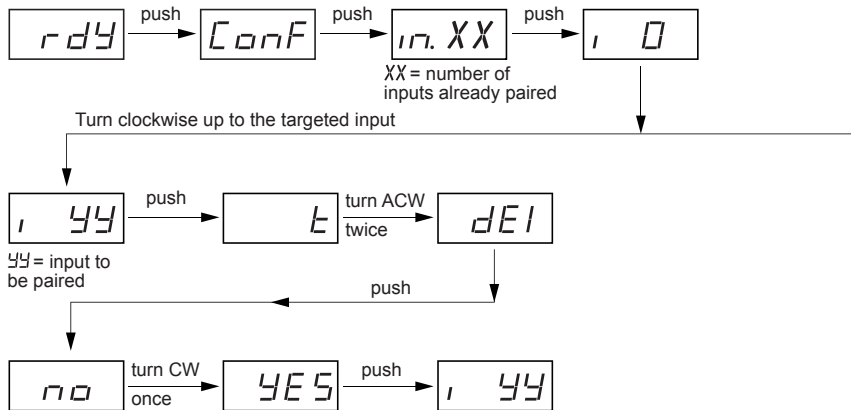 push push push
rdY ConF in. XX i 0
XX = number of
inputs already paired
Turn clockwise up to the targeted input
push turn ACW
i YY t twice dEl
YY = input to
be paired
push
turn CW push
no once YES i YY